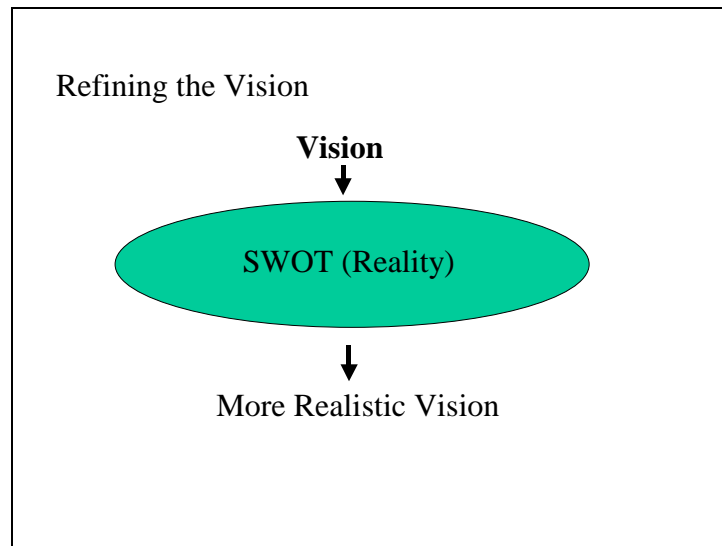 Refining the Vision
Vision
SWOT (Reality)
More Realistic Vision